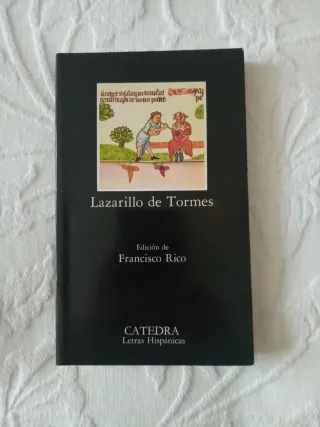 Lazarillo de Tormes
Edición de
Francisco Rico
CATEDRA
Letras Hispánicas